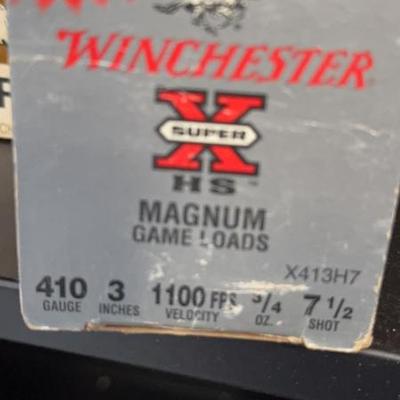 WINCHESTER
X
SUPER
HS™
MAGNUM
GAME LOADS
X413H7
410 3 1100 FPS 3/4 7 1/2
GAUGE INCHES VELOCITY OZ. SHOT